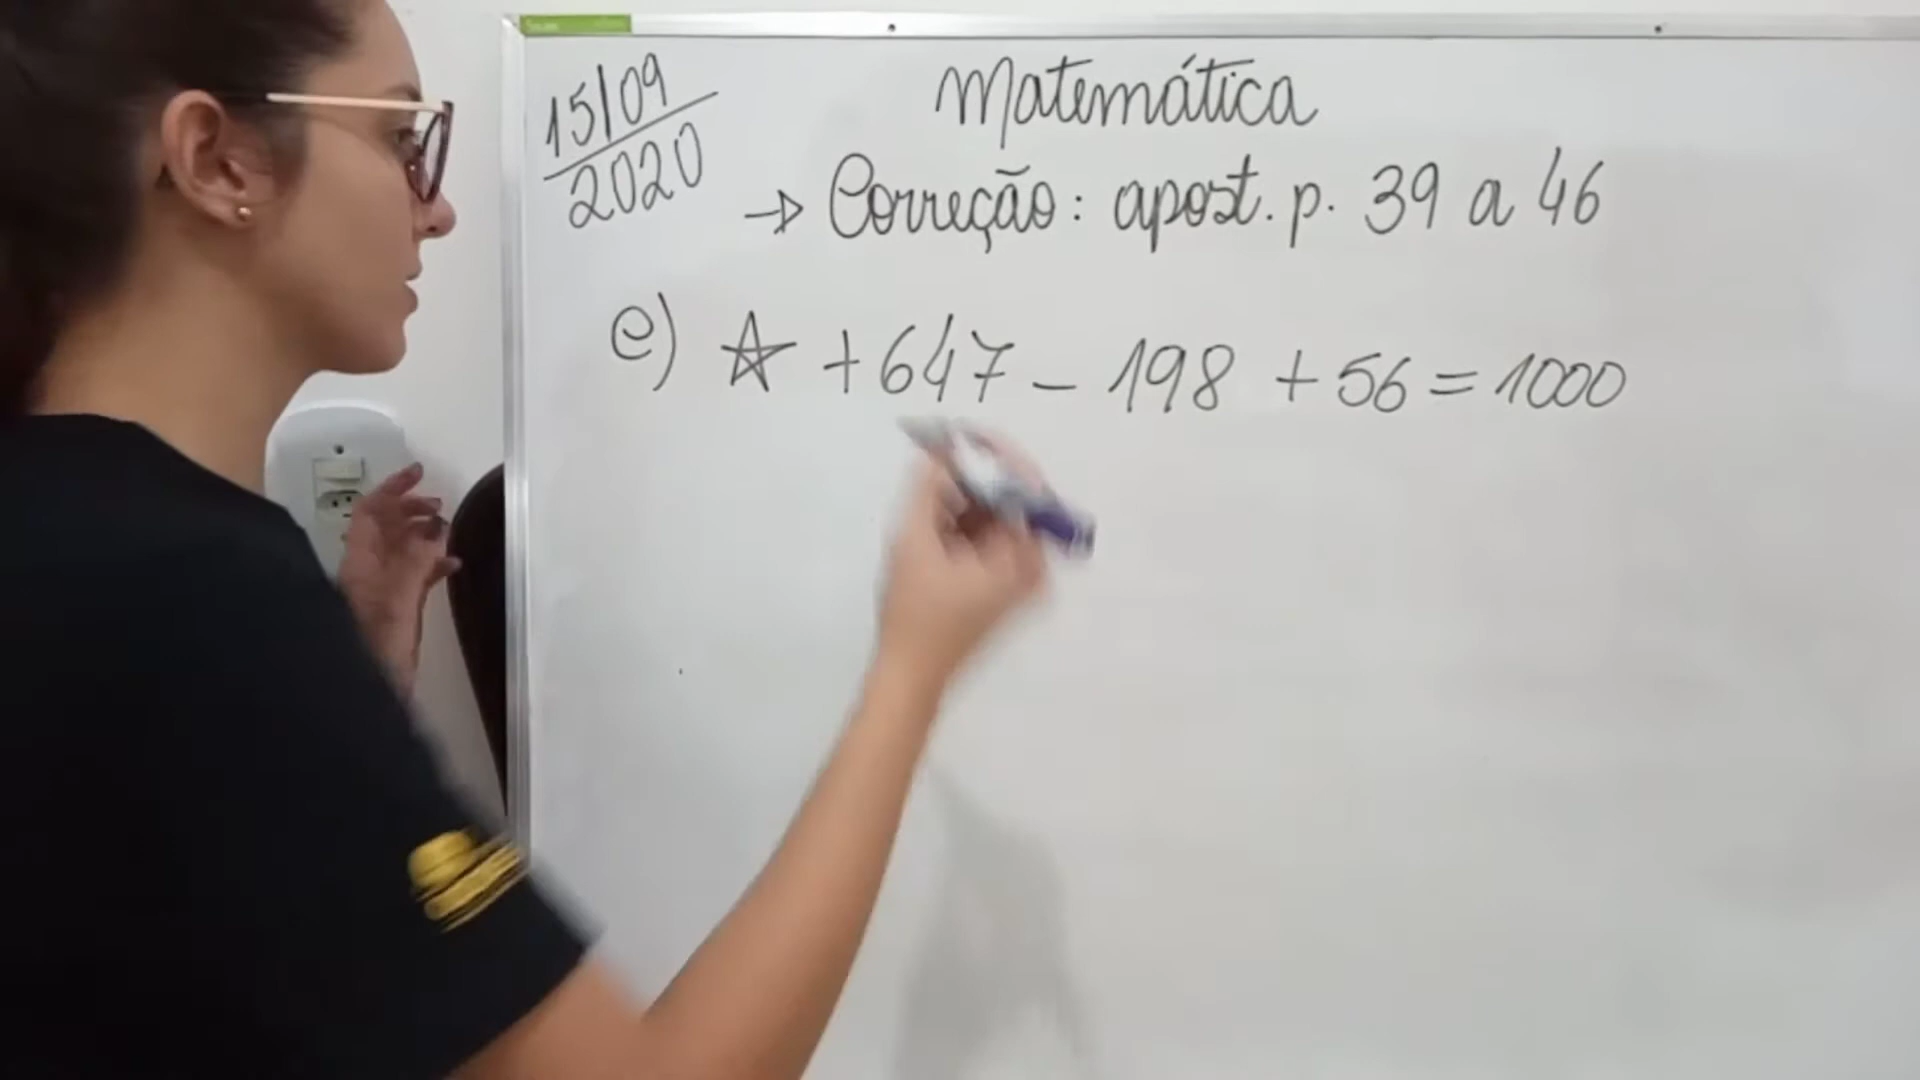 15/09
2020
Matemática
→ Correção: apost. p. 39 a 46
e) ☆ + 647 - 198 + 56 = 1000